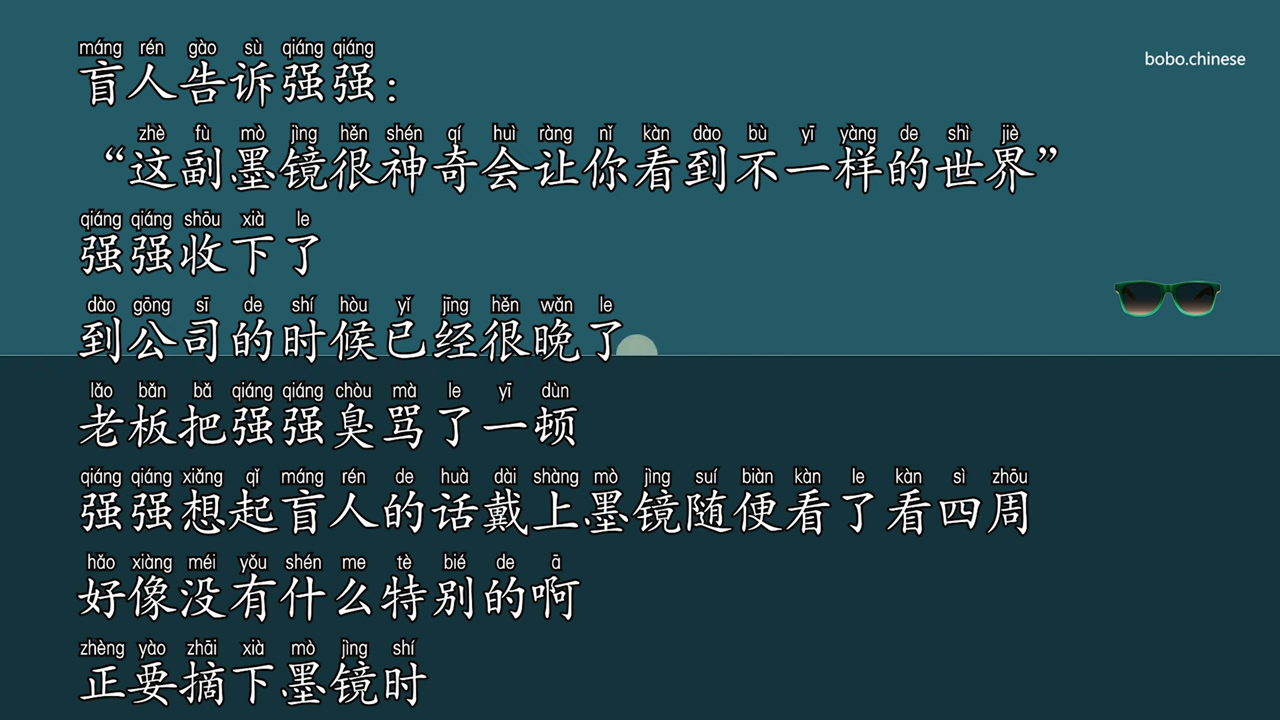 máng rén gào sù qiáng qiáng
盲人告诉强强：
bobo.chinese
zhè fù mò jìng hěn shén qí huì ràng nǐ kàn dào bù yī yàng de shì jiè
“这副墨镜很神奇会让你看到不一样的世界”
qiáng qiáng shōu xià le
强强收下了
dào gōng sī de shí hòu yǐ jīng hěn wǎn le
到公司的时候已经很晚了
lǎo bǎn bǎ qiáng qiáng chòu mà le yī dùn
老板把强强臭骂了一顿
qiáng qiáng xiǎng qǐ máng rén de huà dài shàng mò jìng suí biàn kàn le kàn sì zhōu
强强想起盲人的话戴上墨镜随便看了看四周
hǎo xiàng méi yǒu shén me tè bié de ā
好像没有什么特别的啊
zhèng yào zhāi xià mò jìng shí
正要摘下墨镜时